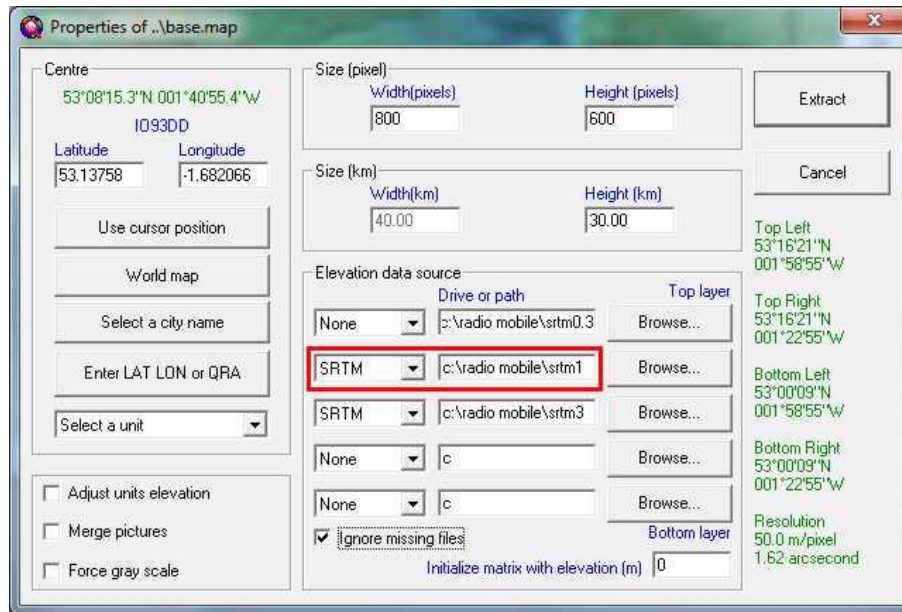 Properties of ..\base.map
Centre
53°08'15.3"N 001°40'55.4"W
IO93DD
Latitude
Longitude
53.13758
-1.682066
Use cursor position
World map
Select a city name
Enter LAT LON or QRA
Select a unit
Adjust units elevation
Merge pictures
Force gray scale
Size (pixel)
Width(pixels)
Height (pixels)
800
600
Size (km)
Width(km)
Height (km)
40.00
30.00
Elevation data source
Drive or path
Top layer
None
c:\radio mobile\srtm0.3
Browse...
SRTM
c:\radio mobile\srtm1
Browse...
SRTM
c:\radio mobile\srtm3
Browse...
None
c
Browse...
None
c
Browse...
Ignore missing files
Bottom layer
Initialize matrix with elevation (m)
0
Extract
Cancel
Top Left
53°16'21"N
001°58'55"W
Top Right
53°16'21"N
001°22'55"W
Bottom Left
53°00'09"N
001°58'55"W
Bottom Right
53°00'09"N
001°22'55"W
Resolution
50.0 m/pixel
1.62 arcsecond